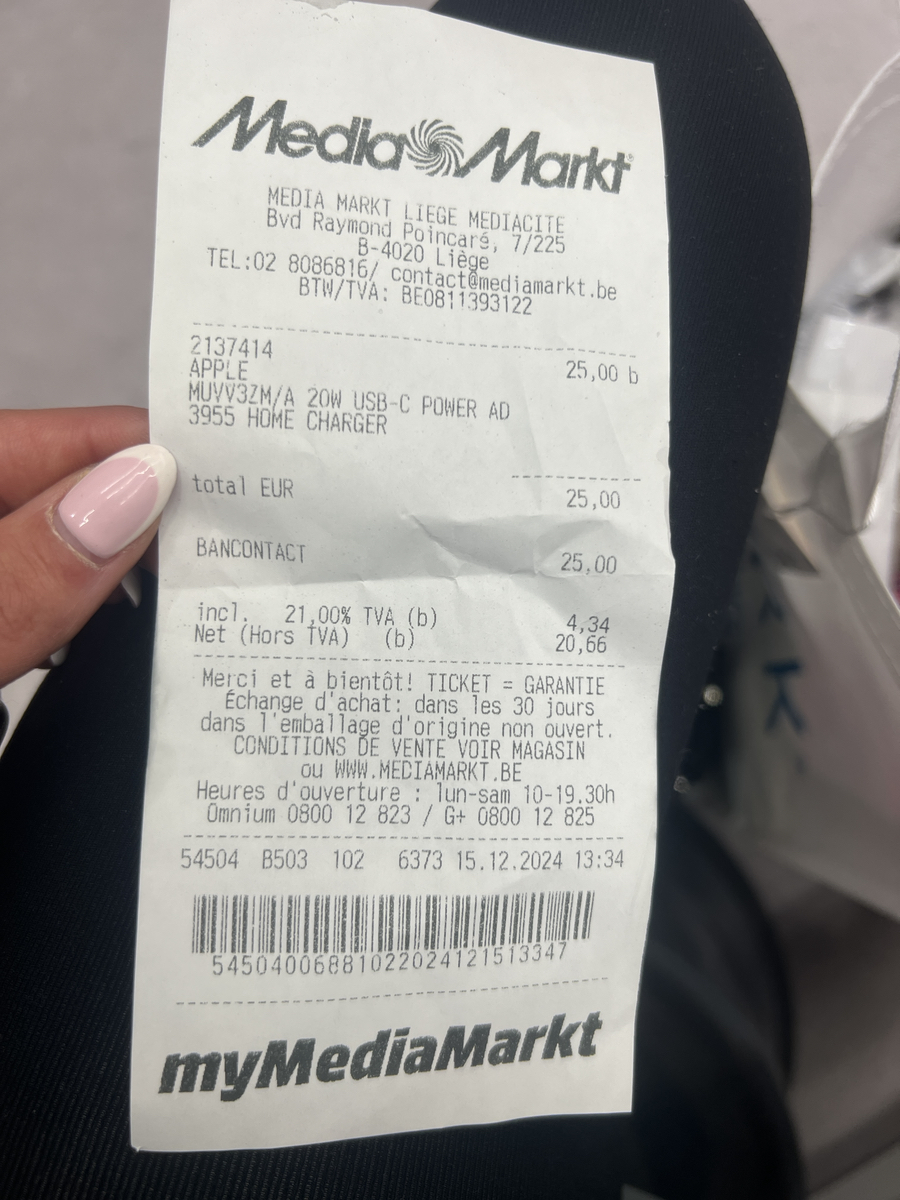 MediaMarkt
MEDIA MARKT LIEGE MEDIACITE
Bvd Raymond Poincaré, 7/225
B-4020 Liège
TEL:02 8086816/ contact@mediamarkt.be
BTW/TVA: BE0811393122
2137414
APPLE 25,00 b
MUVV3ZM/A 20W USB-C POWER AD
3955 HOME CHARGER
total EUR 25,00
BANCONTACT 25,00
incl. 21,00% TVA (b) 4,34
Net (Hors TVA) (b) 20,66
Merci et à bientôt! TICKET = GARANTIE
Échange d'achat: dans les 30 jours
dans l'emballage d'origine non ouvert.
CONDITIONS DE VENTE VOIR MAGASIN
ou WWW.MEDIAMARKT.BE
Heures d'ouverture : lun-sam 10-19.30h
Omnium 0800 12 823 / G+ 0800 12 825
54504 B503 102 6373 15.12.2024 13:34
5450400688102202412151334​7
myMediaMarkt